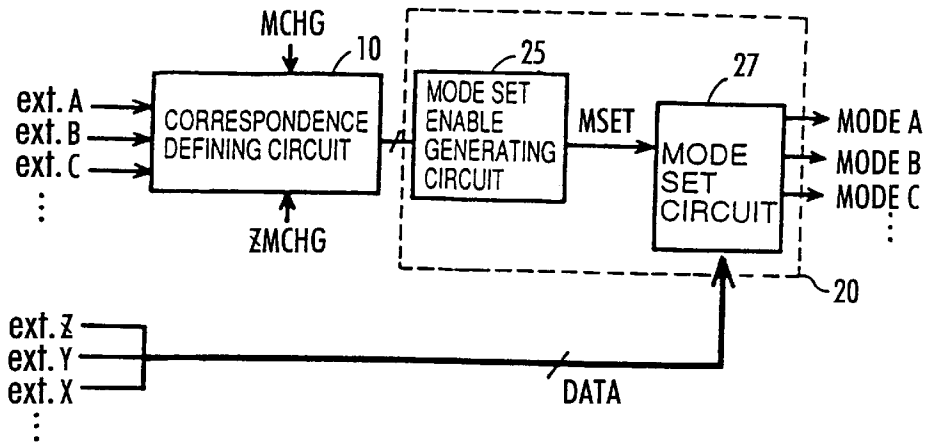 MCHG
10
25
27
ext. A
ext. B
ext. C
⋮
CORRESPONDENCE
DEFINING CIRCUIT
ZMCHG
MODE SET
ENABLE
GENERATING
CIRCUIT
MSET
MODE
SET
CIRCUIT
MODE A
MODE B
MODE C
⋮
20
ext. Z
ext. Y
ext. X
⋮
DATA